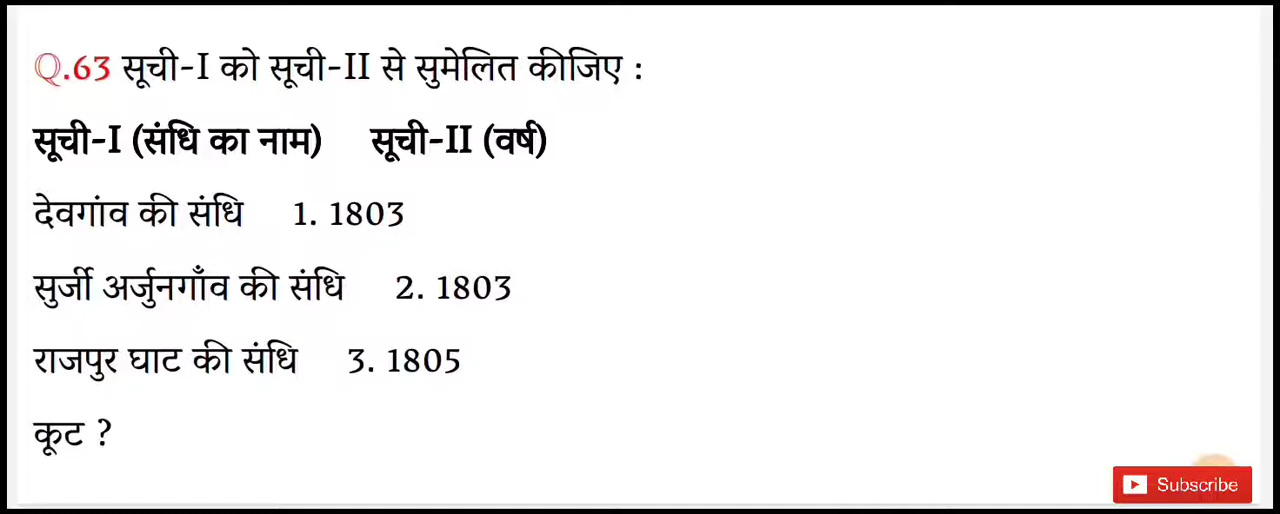 Q.63 सूची-I को सूची-II से सुमेलित कीजिए :
सूची-I (संधि का नाम) सूची-II (वर्ष)
देवगांव की संधि 1. 1803
सुर्जी अर्जुनगाँव की संधि 2. 1803
राजपुर घाट की संधि 3. 1805
कूट ?
Subscribe